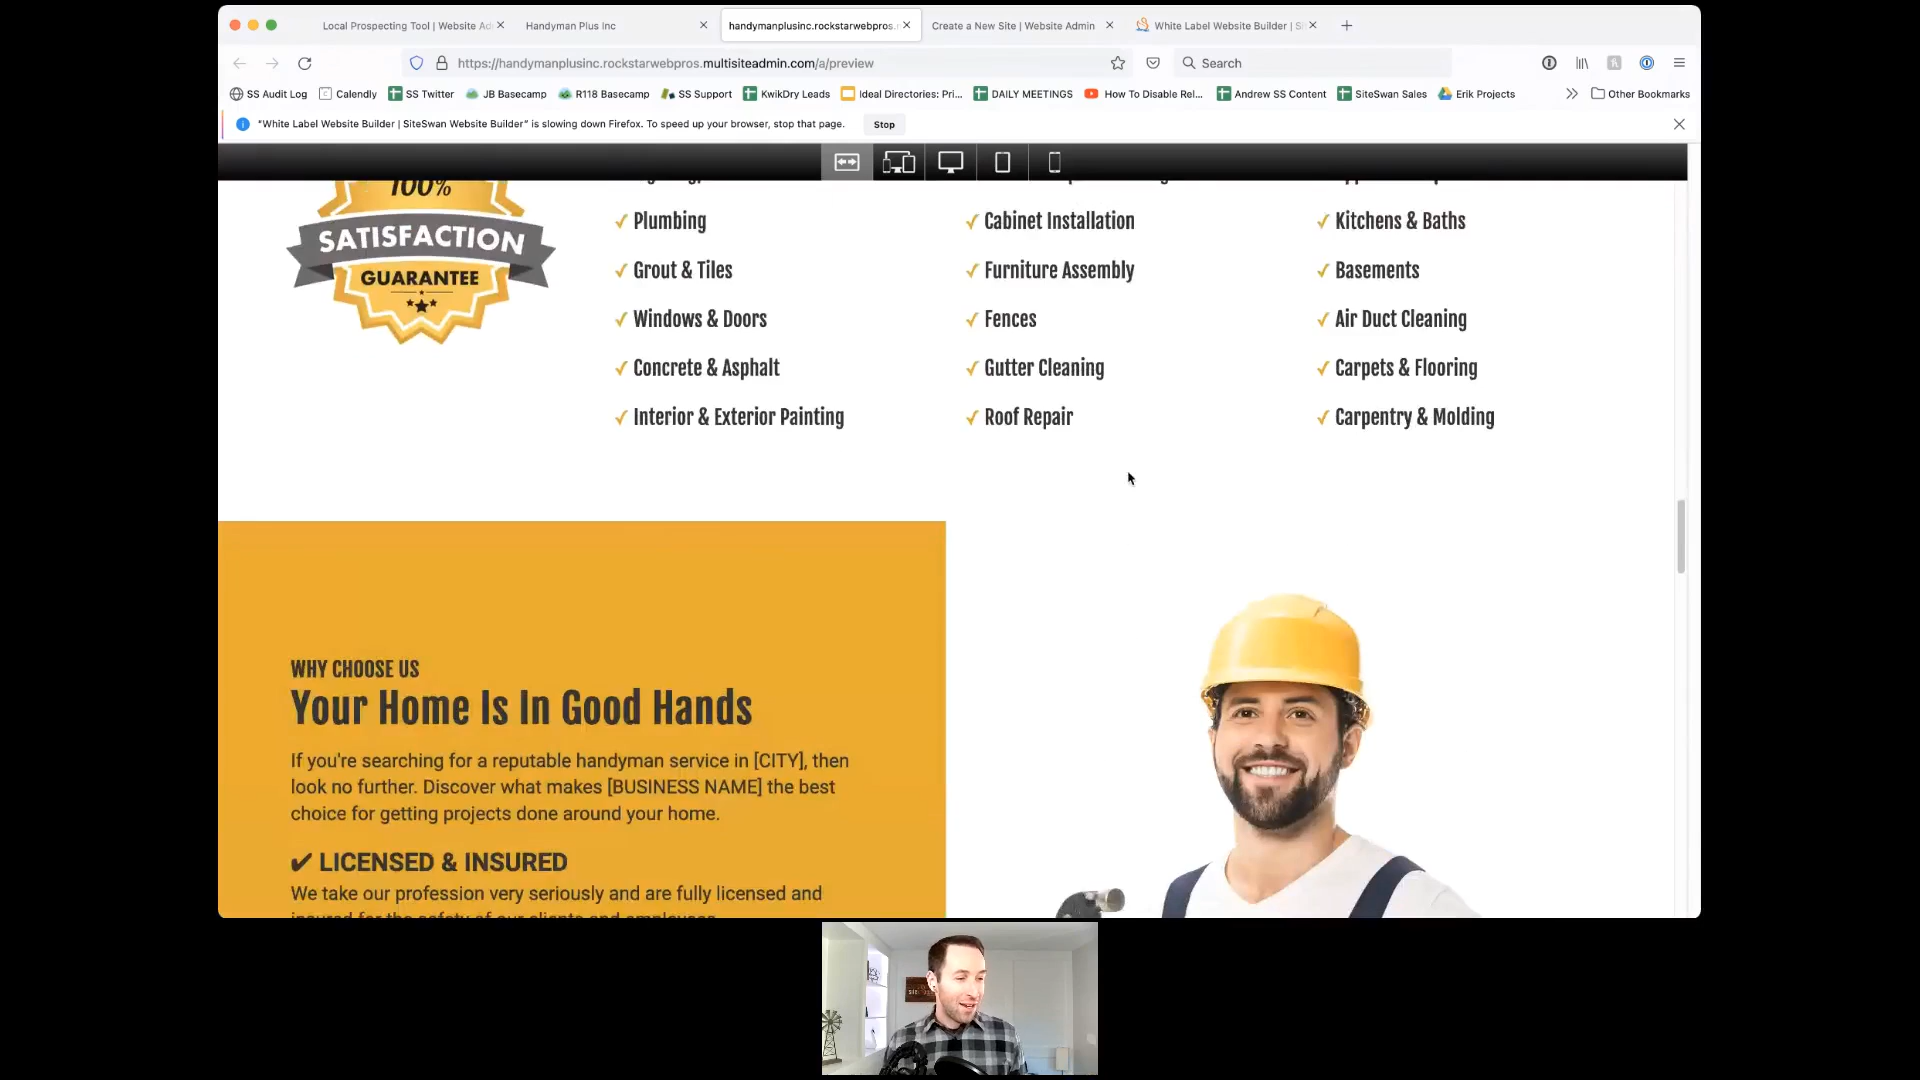 Local Prospecting Tool | Website Ad
Handyman Plus Inc
handymanplusinc.rockstarwebpros.
Create a New Site | Website Admin
White Label Website Builder | S
https://handymanplusinc.rockstarwebpros.multisiteadmin.com/a/preview
Search
SS Audit Log
Calendly
SS Twitter
JB Basecamp
R118 Basecamp
SS Support
KwikDry Leads
Ideal Directories: Pri...
DAILY MEETINGS
How To Disable Rel...
Andrew SS Content
SiteSwan Sales
Erik Projects
Other Bookmarks
"White Label Website Builder | SiteSwan Website Builder" is slowing down Firefox. To speed up your browser, stop that page.
Stop
100%
SATISFACTION
GUARANTEE
✓ Plumbing
✓ Cabinet Installation
✓ Kitchens & Baths
✓ Grout & Tiles
✓ Furniture Assembly
✓ Basements
✓ Windows & Doors
✓ Fences
✓ Air Duct Cleaning
✓ Concrete & Asphalt
✓ Gutter Cleaning
✓ Carpets & Flooring
✓ Interior & Exterior Painting
✓ Roof Repair
✓ Carpentry & Molding
WHY CHOOSE US
Your Home Is In Good Hands
If you're searching for a reputable handyman service in [CITY], then
look no further. Discover what makes [BUSINESS NAME] the best
choice for getting projects done around your home.
✔ LICENSED & INSURED
We take our profession very seriously and are fully licensed and
insured for the safety of our clients and employees.